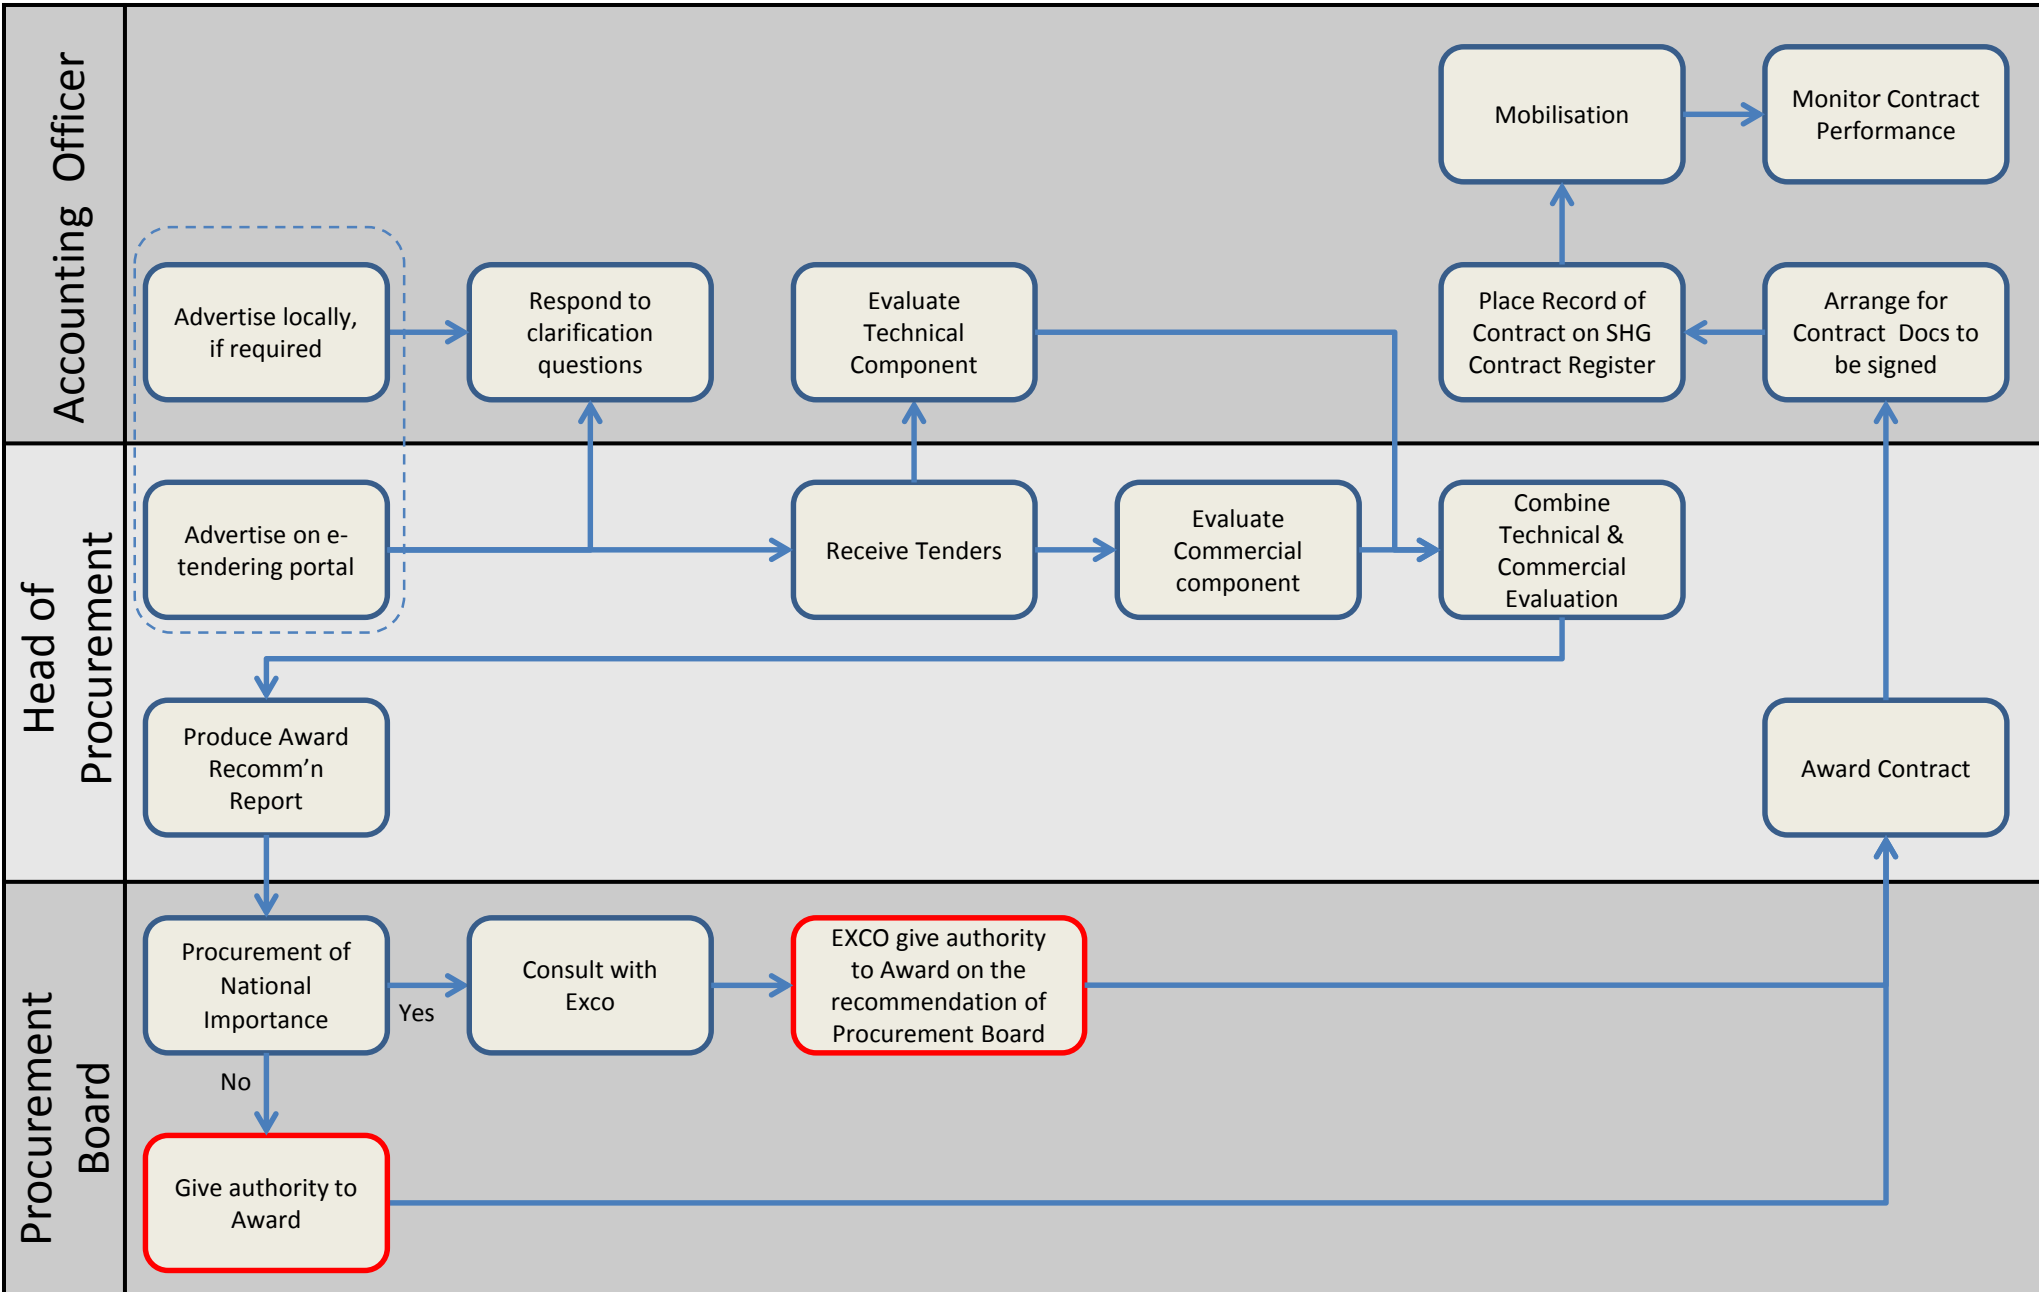 Accounting Officer
Mobilisation
Monitor Contract
Performance
Advertise locally,
if required
Respond to
clarification
questions
Evaluate
Technical
Component
Place Record of
Contract on SHG
Contract Register
Arrange for
Contract Docs to
be signed
Head of
Procurement
Advertise on e-
tendering portal
Receive Tenders
Evaluate
Commercial
component
Combine
Technical &
Commercial
Evaluation
Produce Award
Recomm’n
Report
Award Contract
Procurement
Board
Procurement of
National
Importance
Yes
Consult with
Exco
EXCO give authority
to Award on the
recommendation of
Procurement Board
No
Give authority to
Award